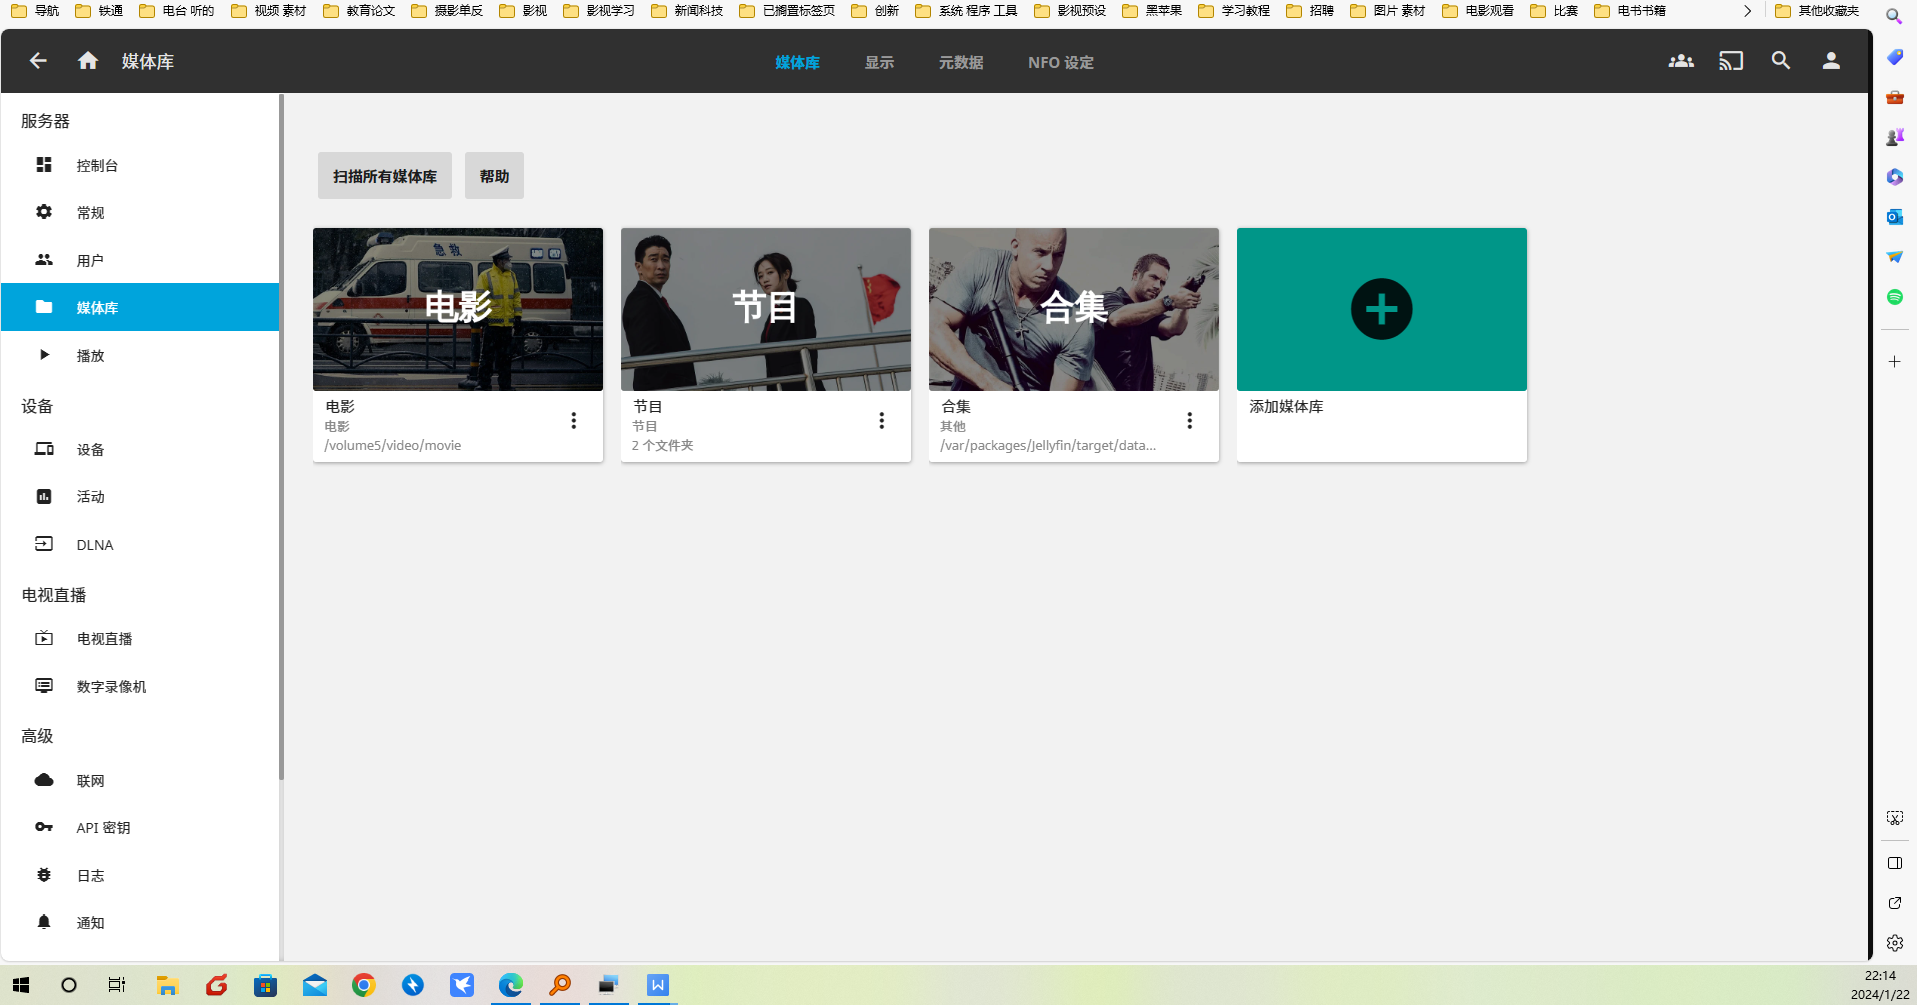 导航 铁通 电台 听的 视频 素材 教育论文 摄影单反 影视 影视学习 新闻科技 已搁置标签页 创新 系统 程序 工具 影视预设 黑苹果 学习教程 招聘 图片 素材 电影观看 比赛 电书书籍 其他收藏夹
媒体库 媒体库 显示 元数据 NFO 设定
服务器
控制台
常规
用户
媒体库
播放
设备
设备
活动
DLNA
电视直播
电视直播
数字录像机
高级
联网
API 密钥
日志
通知
扫描所有媒体库 帮助
急救
电影
电影
电影
/volume5/video/movie
节目
节目
节目
2 个文件夹
合集
合集
其他
/var/packages/Jellyfin/target/data...
添加媒体库
22:14
2024/1/22